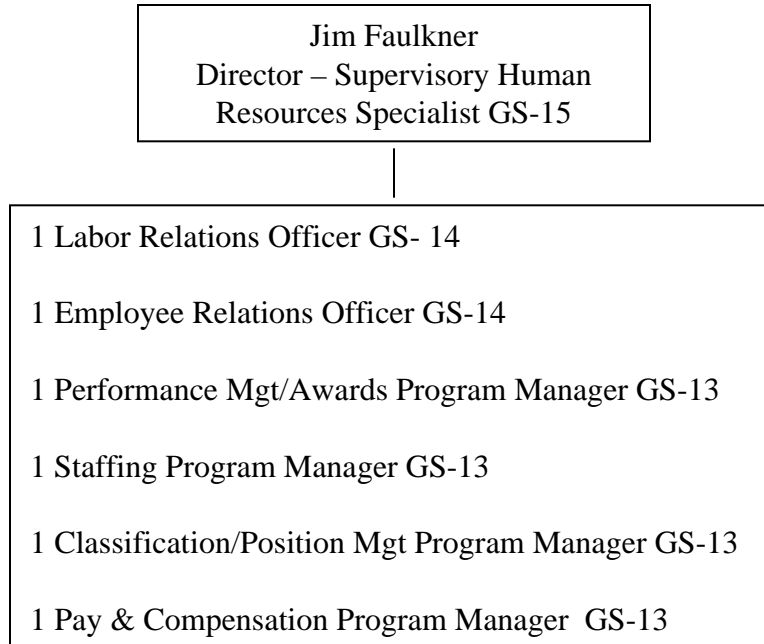 Jim Faulkner
Director – Supervisory Human
Resources Specialist GS-15
1 Labor Relations Officer GS- 14
1 Employee Relations Officer GS-14
1 Performance Mgt/Awards Program Manager GS-13
1 Staffing Program Manager GS-13
1 Classification/Position Mgt Program Manager GS-13
1 Pay & Compensation Program Manager  GS-13